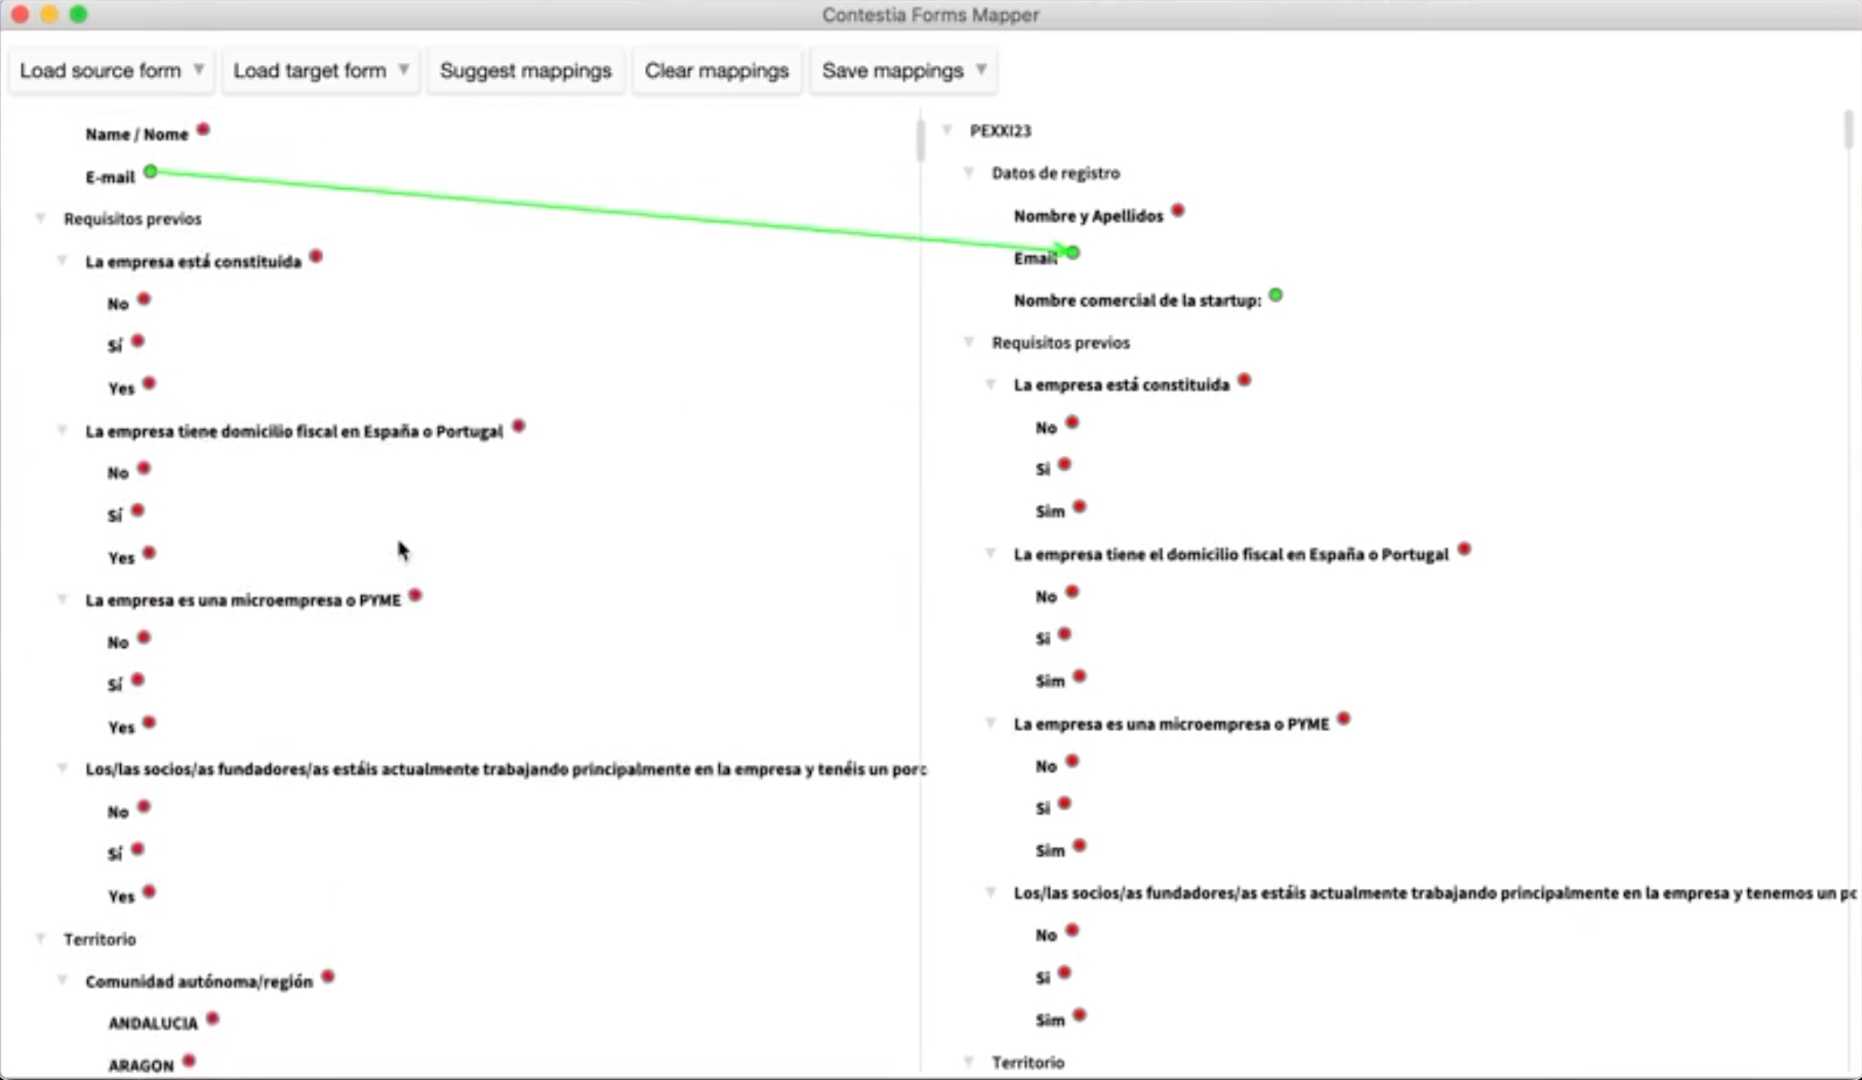 Contestia Forms Mapper
Load source form
Load target form
Suggest mappings
Clear mappings
Save mappings
Name / Nome
E-mail
Requisitos previos
La empresa está constituida
No
Sí
Yes
La empresa tiene domicilio fiscal en España o Portugal
No
Sí
Yes
La empresa es una microempresa o PYME
No
Sí
Yes
Los/las socios/as fundadores/as estáis actualmente trabajando principalmente en la empresa y tenéis un porc
No
Sí
Yes
Territorio
Comunidad autónoma/región
ANDALUCIA
ARAGON
PEXXI23
Datos de registro
Nombre y Apellidos
Email
Nombre comercial de la startup:
Requisitos previos
La empresa está constituida
No
Si
Sim
La empresa tiene el domicilio fiscal en España o Portugal
No
Si
Sim
La empresa es una microempresa o PYME
No
Si
Sim
Los/las socios/as fundadores/as estáis actualmente trabajando principalmente en la empresa y tenemos un po
No
Si
Sim
Territorio